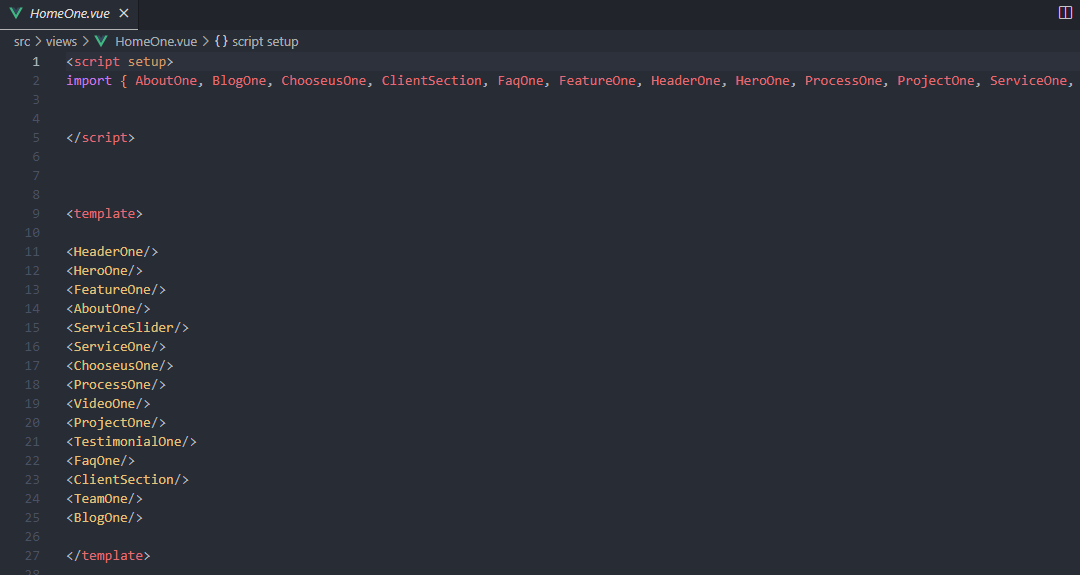 HomeOne.vue
src > views > HomeOne.vue > {} script setup
1 <script setup>
2 import { AboutOne, BlogOne, ChooseusOne, ClientSection, FaqOne, FeatureOne, HeaderOne, HeroOne, ProcessOne, ProjectOne, ServiceOne,
3
4
5 </script>
6
7
8
9 <template>
10
11 <HeaderOne/>
12 <HeroOne/>
13 <FeatureOne/>
14 <AboutOne/>
15 <ServiceSlider/>
16 <ServiceOne/>
17 <ChooseusOne/>
18 <ProcessOne/>
19 <VideoOne/>
20 <ProjectOne/>
21 <TestimonialOne/>
22 <FaqOne/>
23 <ClientSection/>
24 <TeamOne/>
25 <BlogOne/>
26
27 </template>
28